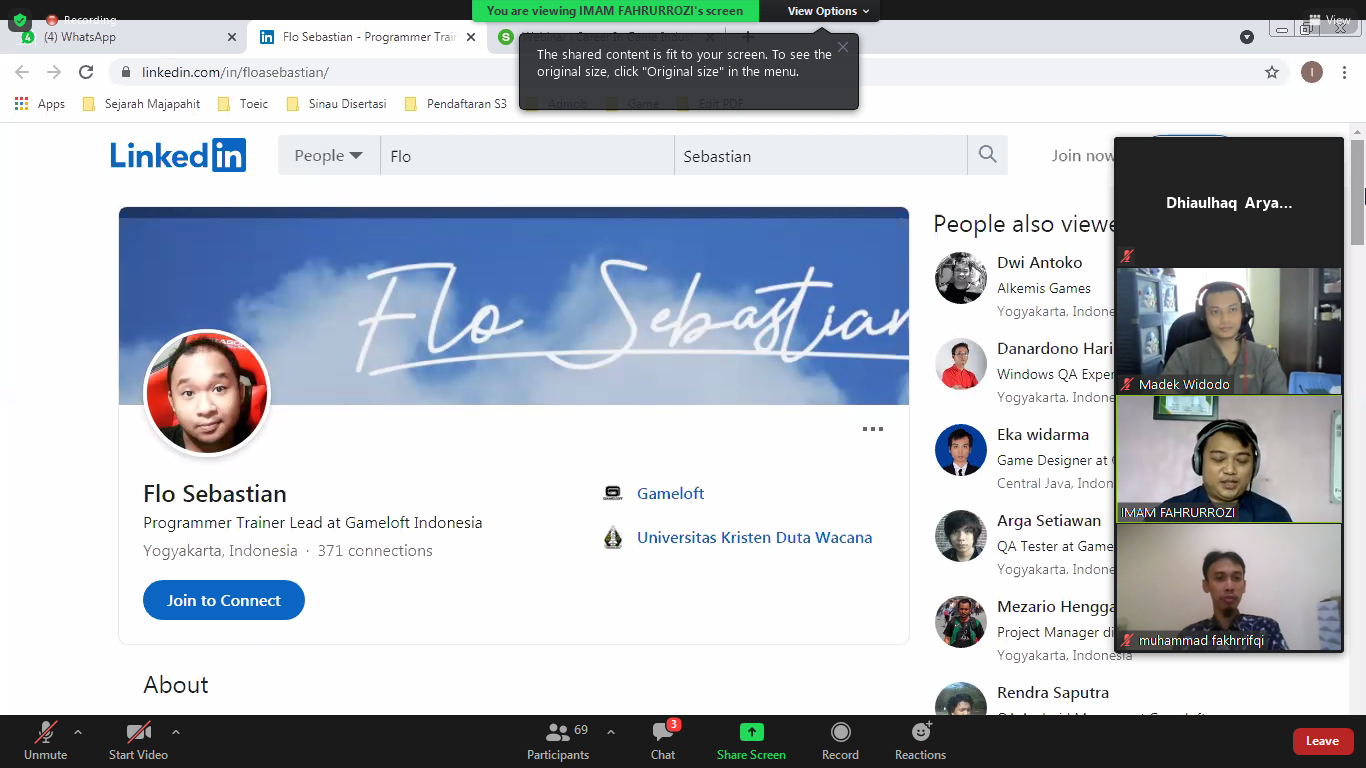 Recording
You are viewing IMAM FAHRURROZI's screen
View Options
View
(4) WhatsApp
Flo Sebastian - Programmer Trai
The shared content is fit to your screen. To see the
original size, click "Original size" in the menu.
linkedin.com/in/floasebastian/
Apps
Sejarah Majapahit
Toeic
Sinau Disertasi
Pendaftaran S3
Admob
Game
Edit PDF
Linked in
People
Flo
Sebastian
Join now
Flo Sebastian
Flo Sebastian
Programmer Trainer Lead at Gameloft Indonesia
Yogyakarta, Indonesia · 371 connections
Join to Connect
Gameloft
Universitas Kristen Duta Wacana
About
People also viewe
Dwi Antoko
Alkemis Games
Yogyakarta, Indone
Danardono Hari
Windows QA Exper
Yogyakarta, Indone
Eka widarma
Game Designer at
Central Java, Indon
Arga Setiawan
QA Tester at Game
Yogyakarta, Indone
Mezario Hengga
Project Manager di
Yogyakarta, Indonesia
Rendra Saputra
Dhiaulhaq Arya...
Madek Widodo
IMAM FAHRURROZI
muhammad fakhrrifqi
Unmute
Start Video
Participants
69
Chat
3
Share Screen
Record
Reactions
Leave